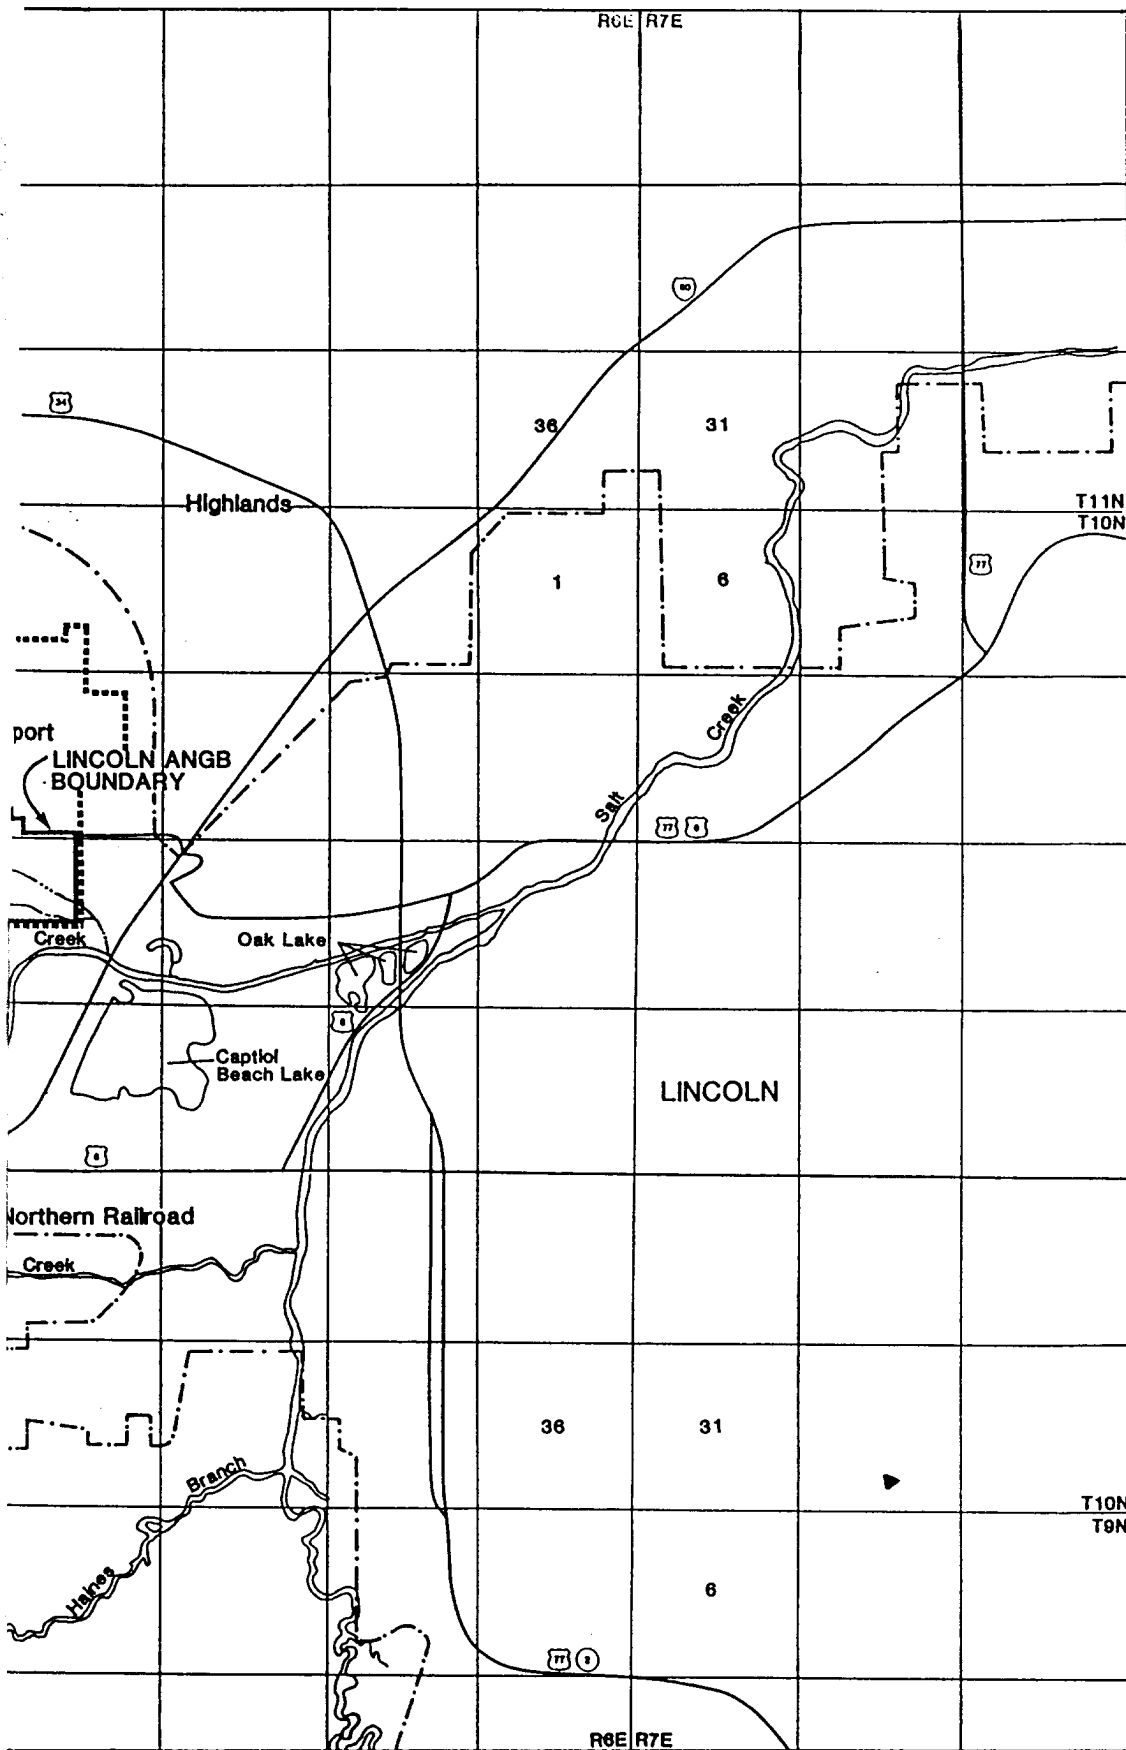 R6E R7E
80
34
36
31
Highlands
T11N
T10N
1
6
77
port
LINCOLN ANGB
BOUNDARY
Creek
Salt
77 6
Creek
Oak Lake
6
Captiol
Beach Lake
LINCOLN
6
Northern Railroad
Creek
36
31
Branch
T10N
T9N
Haines
6
77 2
R6E R7E